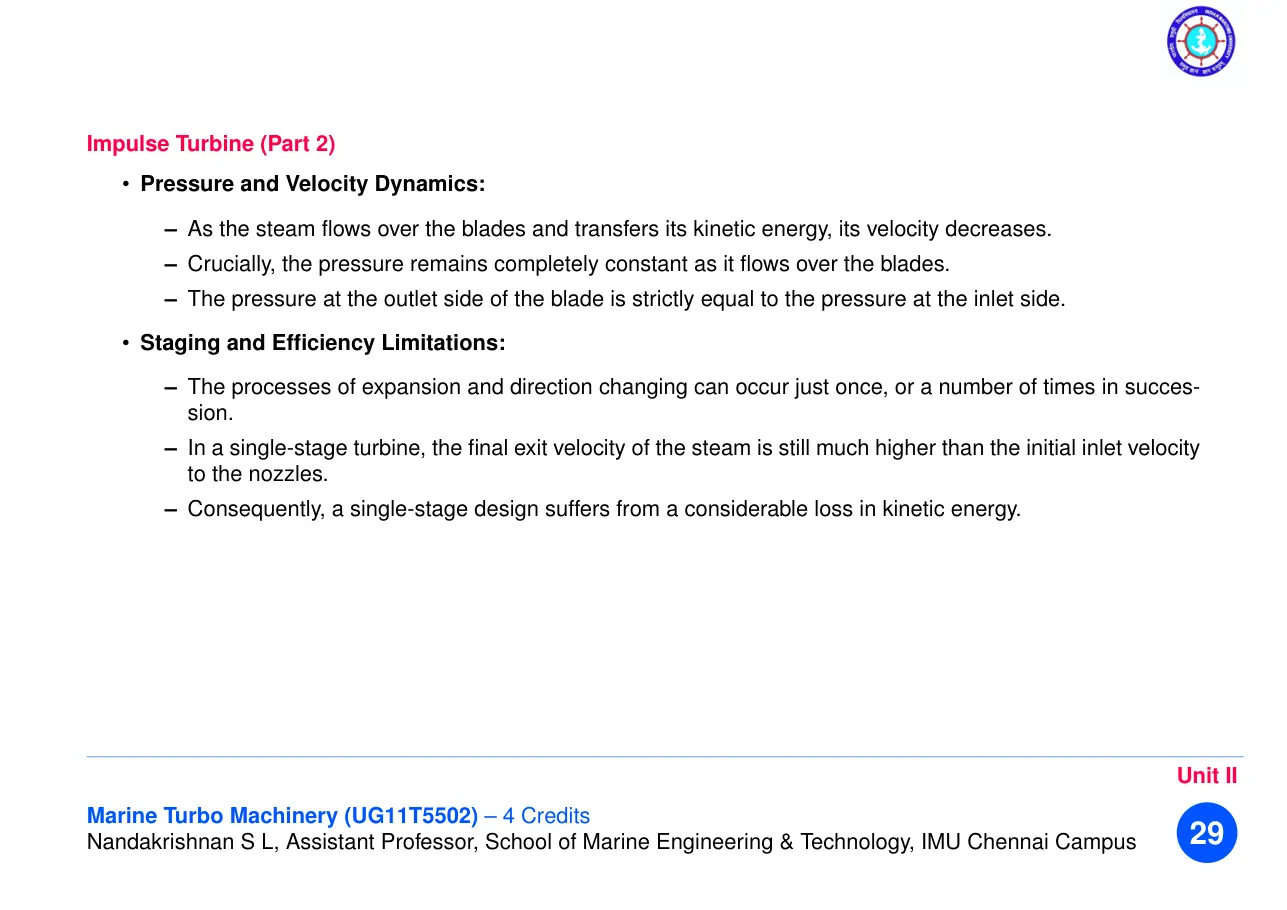 Impulse Turbine (Part 2)
• Pressure and Velocity Dynamics:
– As the steam flows over the blades and transfers its kinetic energy, its velocity decreases.
– Crucially, the pressure remains completely constant as it flows over the blades.
– The pressure at the outlet side of the blade is strictly equal to the pressure at the inlet side.
• Staging and Efficiency Limitations:
– The processes of expansion and direction changing can occur just once, or a number of times in succes-
sion.
– In a single-stage turbine, the final exit velocity of the steam is still much higher than the initial inlet velocity
to the nozzles.
– Consequently, a single-stage design suffers from a considerable loss in kinetic energy.
Unit II
Marine Turbo Machinery (UG11T5502) – 4 Credits
Nandakrishnan S L, Assistant Professor, School of Marine Engineering & Technology, IMU Chennai Campus
29